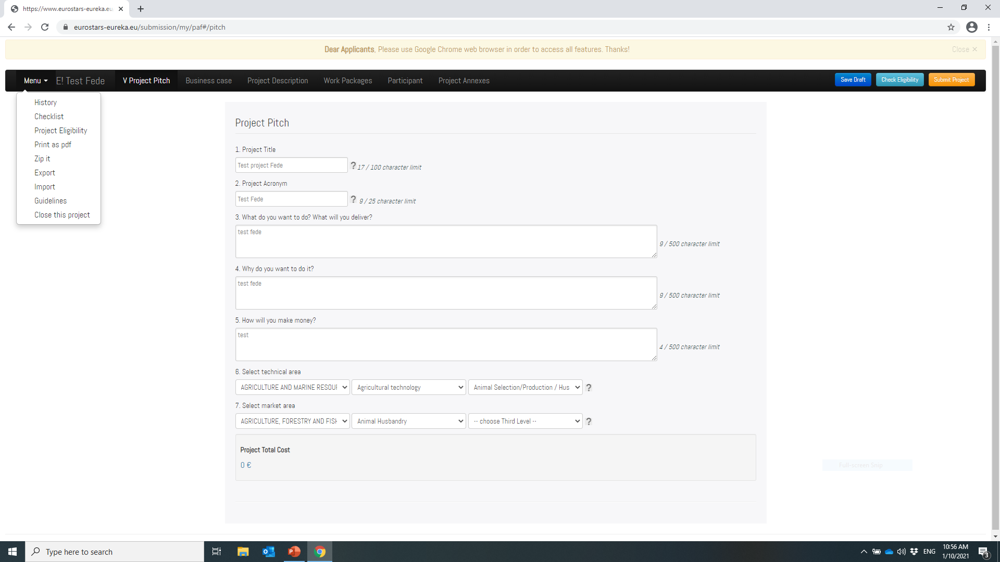 https://www.eurostars-eureka.eu
eurostars-eureka.eu/submission/my/paf#/pitch
Dear Applicants, Please use Google Chrome web browser in order to access all features. Thanks!
Close ×
Menu E! Test Fede V Project Pitch Business case Project Description Work Packages Participant Project Annexes Save Draft Check Eligibility Submit Project
History
Checklist
Project Eligibility
Print as pdf
Zip it
Export
Import
Guidelines
Close this project
Project Pitch
1. Project Title
Test project Fede ? 17 / 100 character limit
2. Project Acronym
Test Fede ? 9 / 25 character limit
3. What do you want to do? What will you deliver?
test fede
9 / 500 character limit
4. Why do you want to do it?
test fede
9 / 500 character limit
5. How will you make money?
test
4 / 500 character limit
6. Select technical area
AGRICULTURE AND MARINE RESOUR Agricultural technology Animal Selection/Production / Hus ?
7. Select market area
AGRICULTURE, FORESTRY AND FISH Animal Husbandry -- choose Third Level -- ?
Project Total Cost
0 €
Full-screen Snip
Type here to search
ENG
10:56 AM
1/10/2021
3